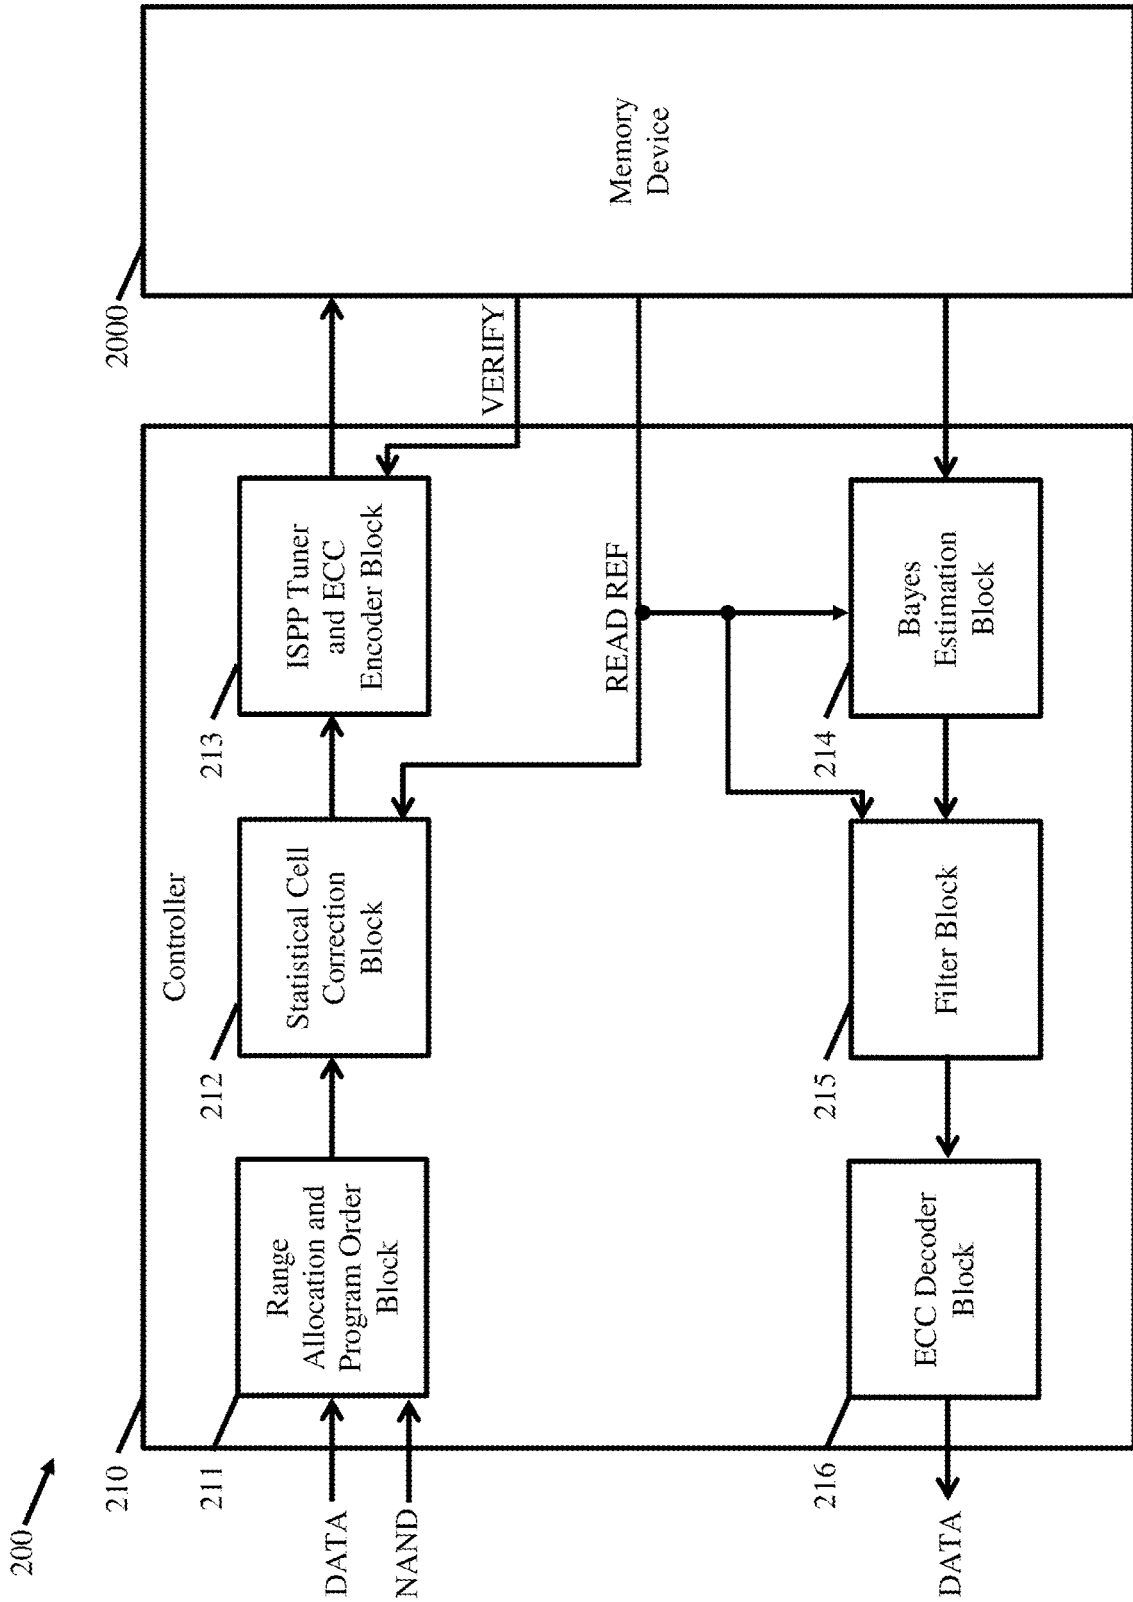 200
210
Controller
2000
Memory
Device
211
Range
Allocation and
Program Order
Block
212
Statistical Cell
Correction
Block
213
ISPP Tuner
and ECC
Encoder Block
DATA
NAND
VERIFY
READ REF
216
ECC Decoder
Block
215
Filter Block
214
Bayes
Estimation
Block
DATA